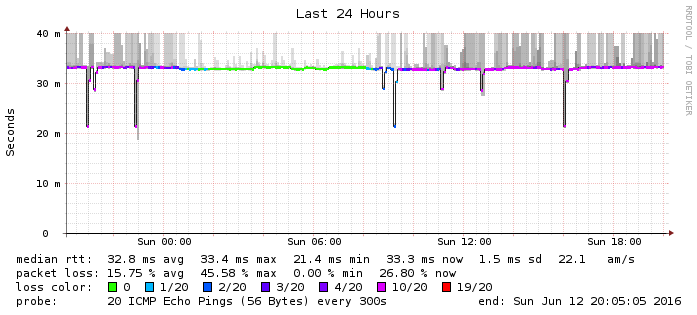 Last 24 Hours
RRDTOOL / TOBI OETIKER
40 m
30 m
20 m
10 m
0
Seconds
Sun 00:00 Sun 06:00 Sun 12:00 Sun 18:00
median rtt: 32.8 ms avg 33.4 ms max 21.4 ms min 33.3 ms now 1.5 ms sd 22.1 am/s
packet loss: 15.75 % avg 45.58 % max 0.00 % min 26.80 % now
loss color: 0 1/20 2/20 3/20 4/20 10/20 19/20
probe: 20 ICMP Echo Pings (56 Bytes) every 300s end: Sun Jun 12 20:05:05 2016